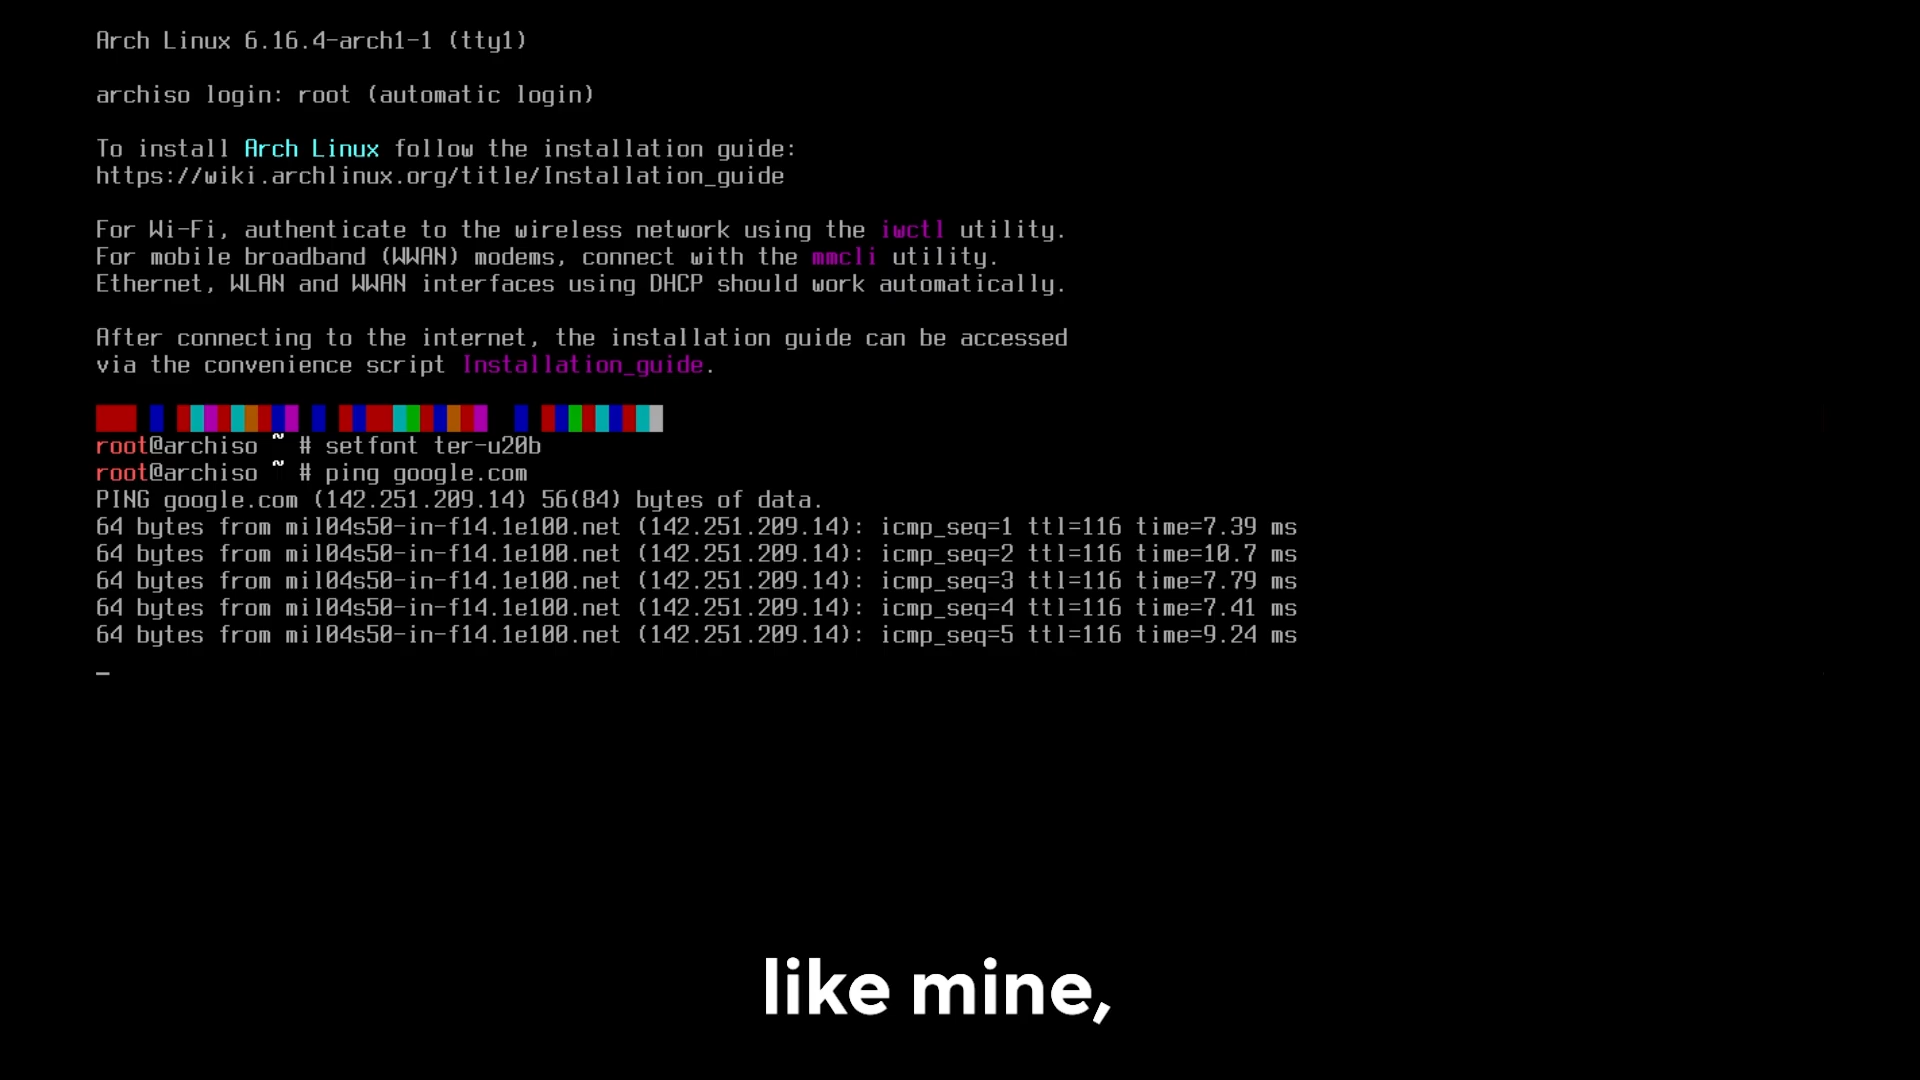 Arch Linux 6.16.4-arch1-1 (tty1)
archiso login: root (automatic login)
To install Arch Linux follow the installation guide:
https://wiki.archlinux.org/title/Installation_guide
For Wi-Fi, authenticate to the wireless network using the iwctl utility.
For mobile broadband (WWAN) modems, connect with the mmcli utility.
Ethernet, WLAN and WWAN interfaces using DHCP should work automatically.
After connecting to the internet, the installation guide can be accessed
via the convenience script Installation_guide.
root@archiso ~ # setfont ter-u20b
root@archiso ~ # ping google.com
PING google.com (142.251.209.14) 56(84) bytes of data.
64 bytes from mil04s50-in-f14.1e100.net (142.251.209.14): icmp_seq=1 ttl=116 time=7.39 ms
64 bytes from mil04s50-in-f14.1e100.net (142.251.209.14): icmp_seq=2 ttl=116 time=10.7 ms
64 bytes from mil04s50-in-f14.1e100.net (142.251.209.14): icmp_seq=3 ttl=116 time=7.79 ms
64 bytes from mil04s50-in-f14.1e100.net (142.251.209.14): icmp_seq=4 ttl=116 time=7.41 ms
64 bytes from mil04s50-in-f14.1e100.net (142.251.209.14): icmp_seq=5 ttl=116 time=9.24 ms
like mine,